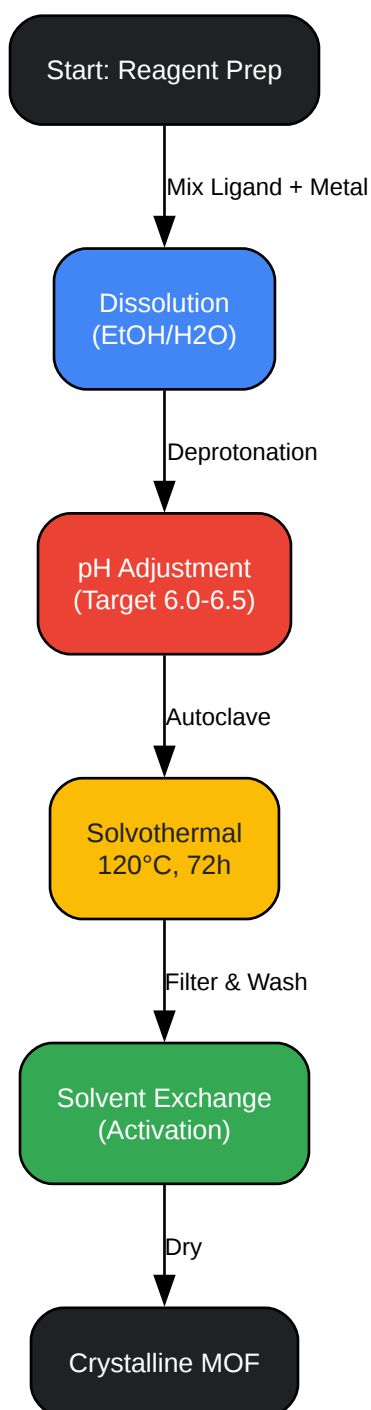 Start: Reagent Prep
Mix Ligand + Metal
Dissolution
(EtOH/H2O)
Deprotonation
pH Adjustment
(Target 6.0-6.5)
Autoclave
Solvothermal
120°C, 72h
Filter & Wash
Solvent Exchange
(Activation)
Dry
Crystalline MOF